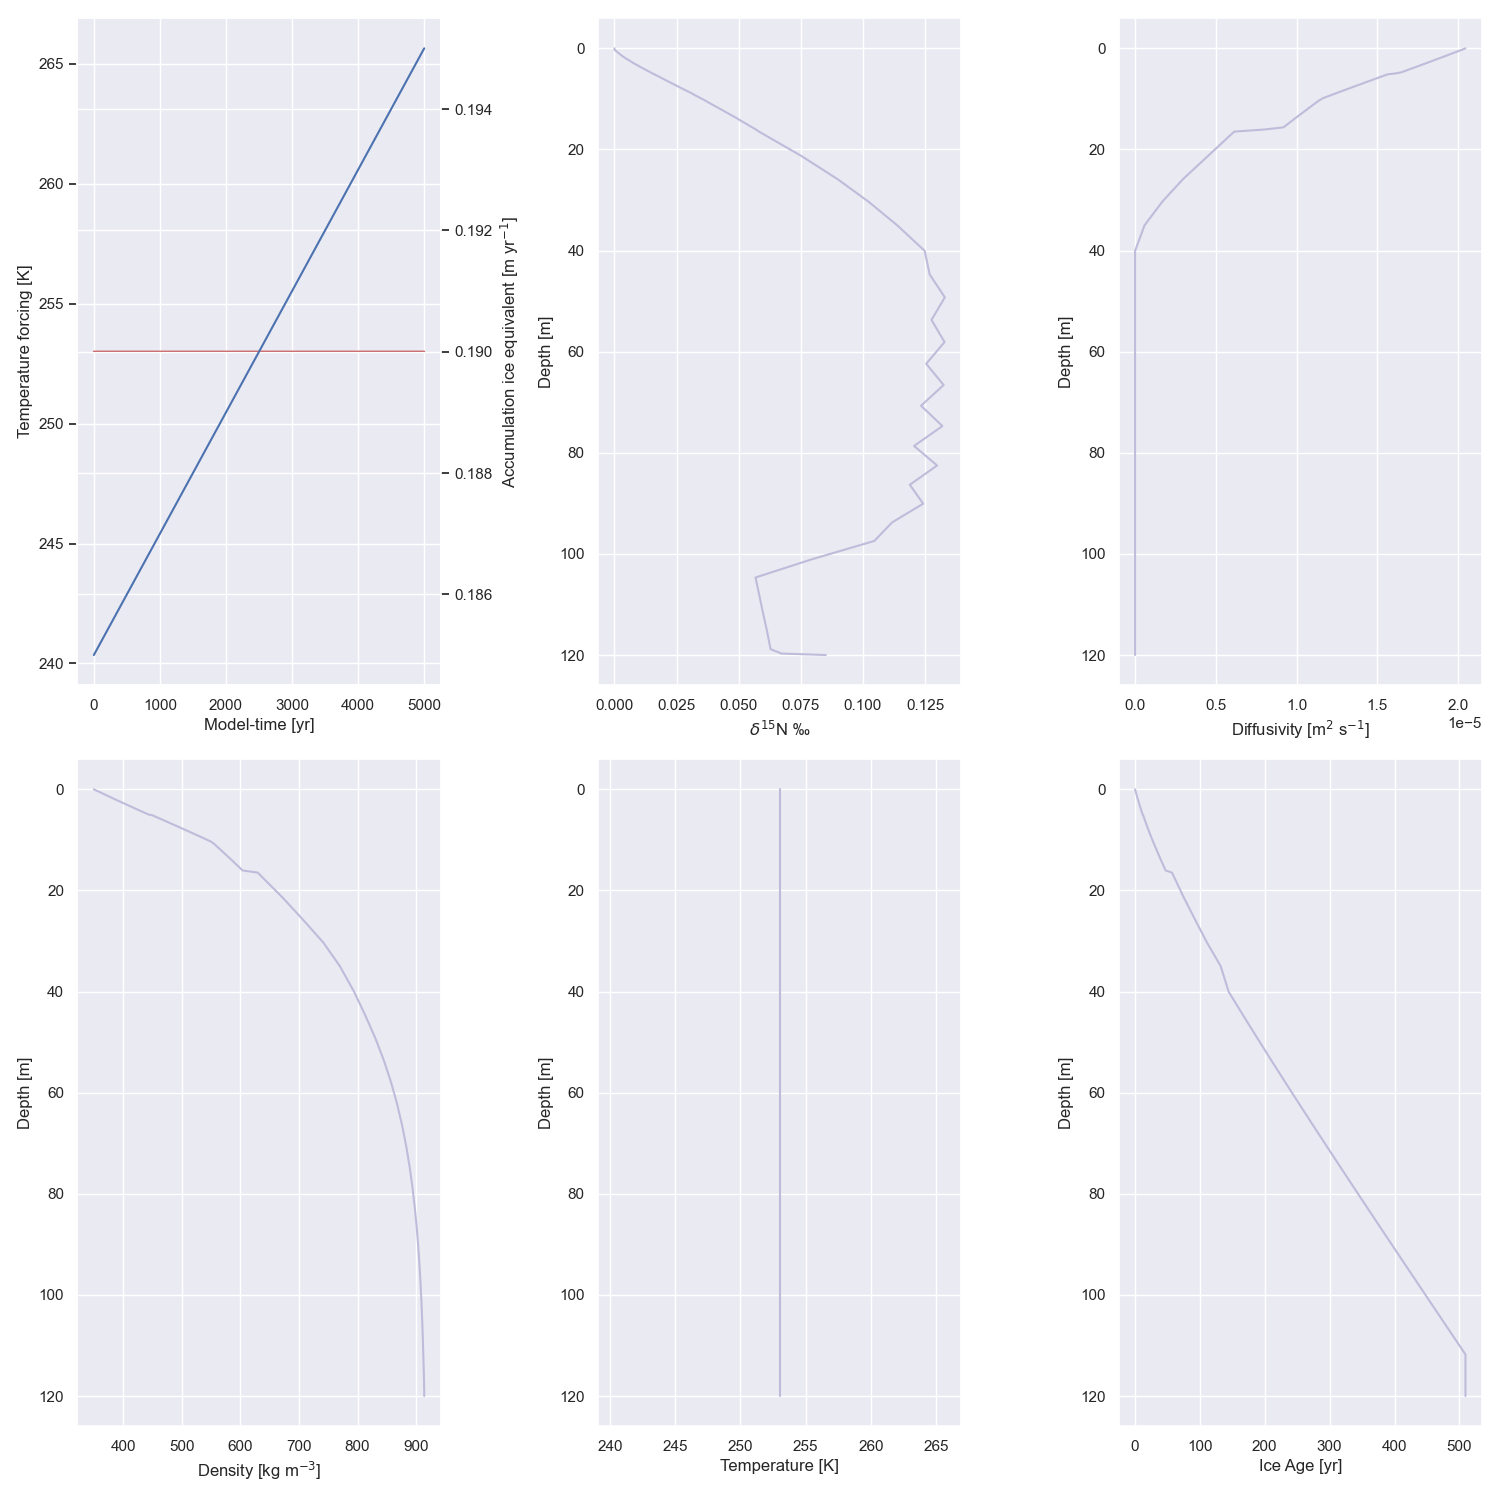 265
260
255
250
245
240
Temperature forcing [K]
0 1000 2000 3000 4000 5000
Model-time [yr]
0.194
0.192
0.190
0.188
0.186
Accumulation ice equivalent [m yr⁻¹]
0
20
40
60
80
100
120
Depth [m]
0.000 0.025 0.050 0.075 0.100 0.125
δ¹⁵N ‰
0
20
40
60
80
100
120
Depth [m]
0.0 0.5 1.0 1.5 2.0
1e−5
Diffusivity [m² s⁻¹]
0
20
40
60
80
100
120
Depth [m]
400 500 600 700 800 900
Density [kg m⁻³]
0
20
40
60
80
100
120
Depth [m]
240 245 250 255 260 265
Temperature [K]
0
20
40
60
80
100
120
Depth [m]
0 100 200 300 400 500
Ice Age [yr]